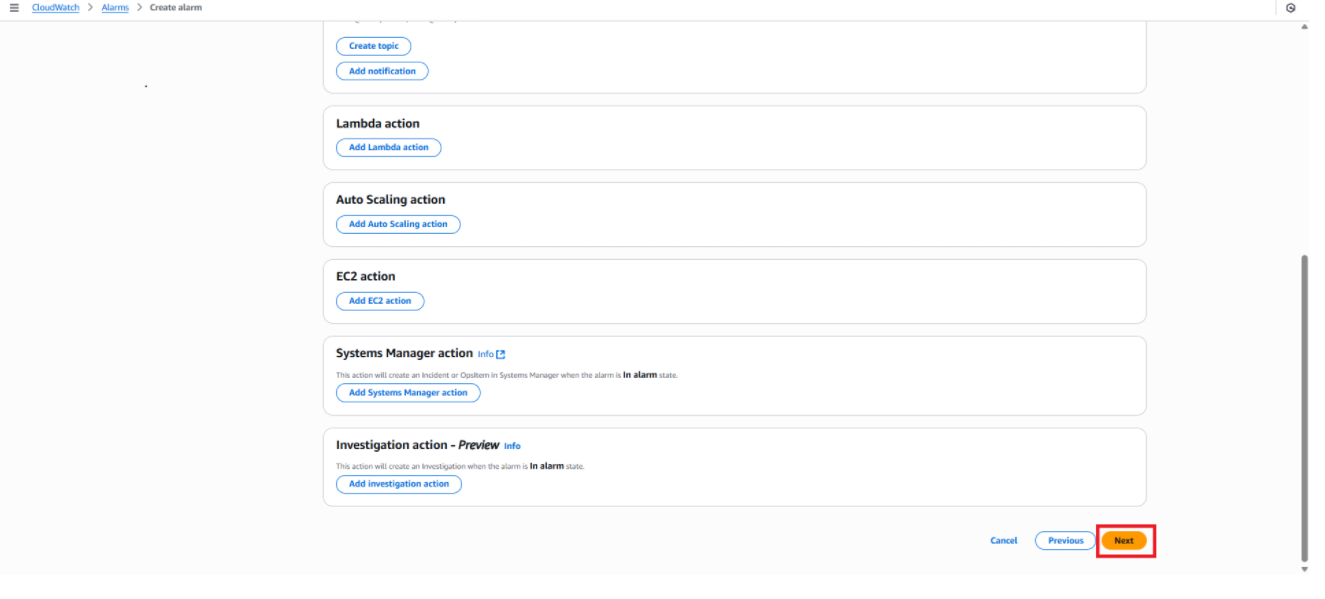 CloudWatch > Alarms > Create alarm
Create topic
Add notification
Lambda action
Add Lambda action
Auto Scaling action
Add Auto Scaling action
EC2 action
Add EC2 action
Systems Manager action Info
This action will create an Incident or OpsItem in Systems Manager when the alarm is In alarm state.
Add Systems Manager action
Investigation action - Preview Info
This action will create an Investigation when the alarm is In alarm state.
Add investigation action
Cancel Previous Next